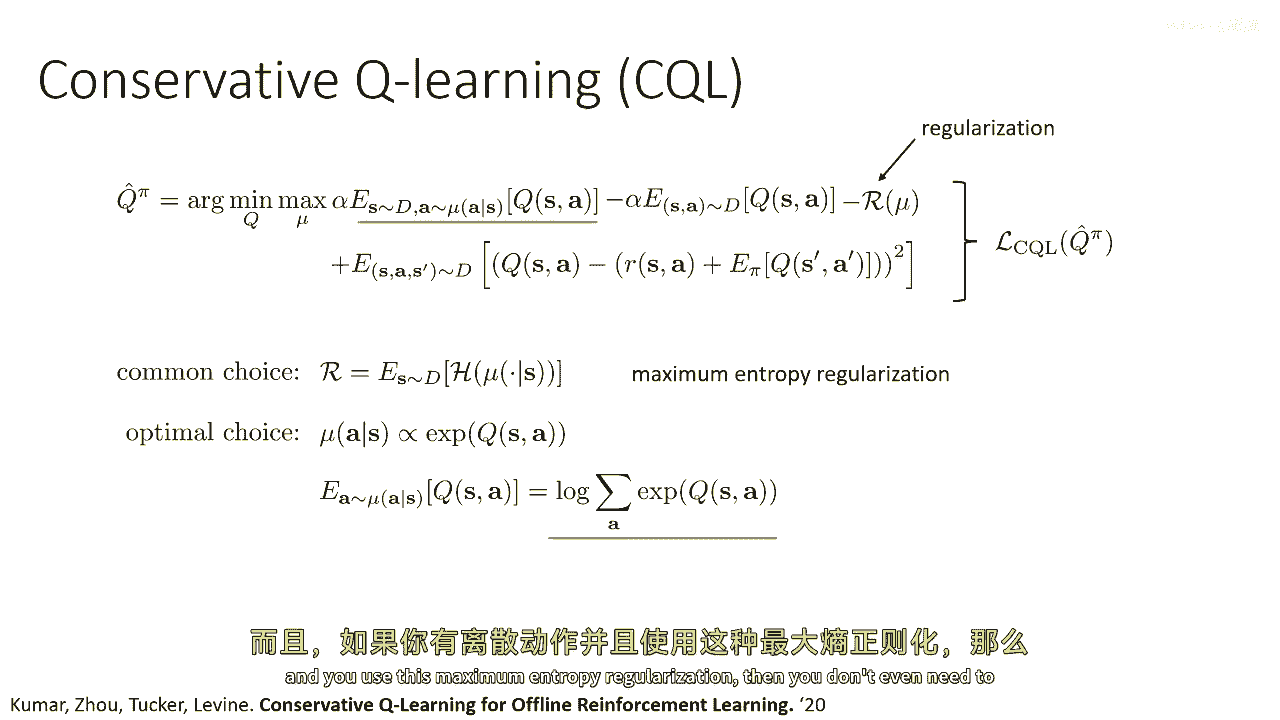 Conservative Q-learning (CQL)
regularization
$\hat{Q}^\pi = \arg\min_Q \max_\mu \alpha E_{\mathbf{s}\sim D, \mathbf{a}\sim\mu(\mathbf{a}|\mathbf{s})}[Q(\mathbf{s},\mathbf{a})] - \alpha E_{(\mathbf{s},\mathbf{a})\sim D}[Q(\mathbf{s},\mathbf{a})] - \mathcal{R}(\mu)$
$+ E_{(\mathbf{s},\mathbf{a},\mathbf{s}')\sim D}\left[(Q(\mathbf{s},\mathbf{a}) - (r(\mathbf{s},\mathbf{a}) + E_\pi[Q(\mathbf{s}',\mathbf{a}')]))^2\right]$
$\mathcal{L}_{\mathrm{CQL}}(\hat{Q}^\pi)$
common choice: $\mathcal{R} = E_{\mathbf{s}\sim D}[\mathcal{H}(\mu(\cdot|\mathbf{s}))]$ maximum entropy regularization
optimal choice: $\mu(\mathbf{a}|\mathbf{s}) \propto \exp(Q(\mathbf{s},\mathbf{a}))$
$E_{\mathbf{a}\sim\mu(\mathbf{a}|\mathbf{s})}[Q(\mathbf{s},\mathbf{a})] = \log\sum_{\mathbf{a}}\exp(Q(\mathbf{s},\mathbf{a}))$
而且，如果你有离散动作并且使用这种最大熵正则化，那么
and you use this maximum entropy regularization, then you don't even need to
Kumar, Zhou, Tucker, Levine. Conservative Q-Learning for Offline Reinforcement Learning. ‘20